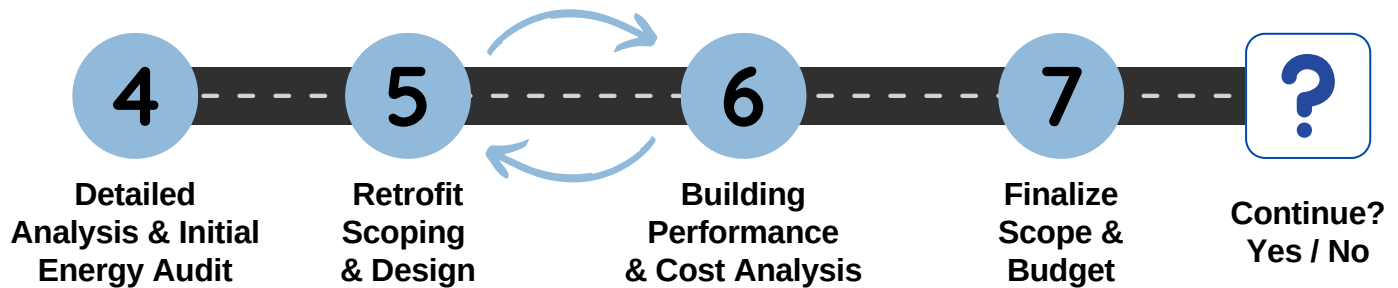 4
5
6
7
?
Detailed
Analysis & Initial
Energy Audit
Retrofit
Scoping
& Design
Building
Performance
& Cost Analysis
Finalize
Scope &
Budget
Continue?
Yes / No